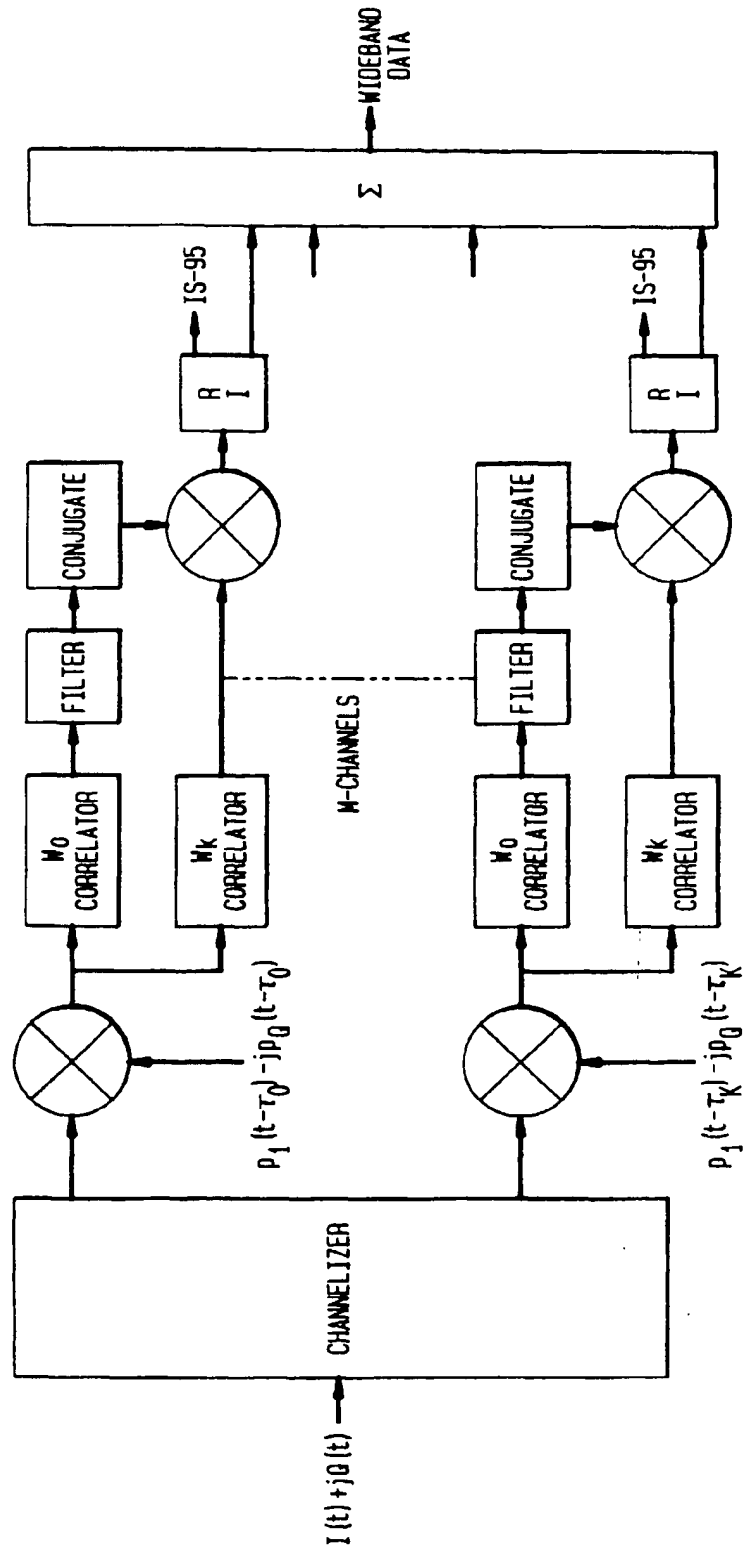 I(t)+jQ(t)
CHANNELIZER
p1(t-τ0)-jpQ(t-τ0)
W0
CORRELATOR
FILTER
CONJUGATE
WK
CORRELATOR
R
I
IS-95
M-CHANNELS
p1(t-τK)-jpQ(t-τK)
W0
CORRELATOR
FILTER
CONJUGATE
WK
CORRELATOR
R
I
IS-95
Σ
WIDEBAND
DATA